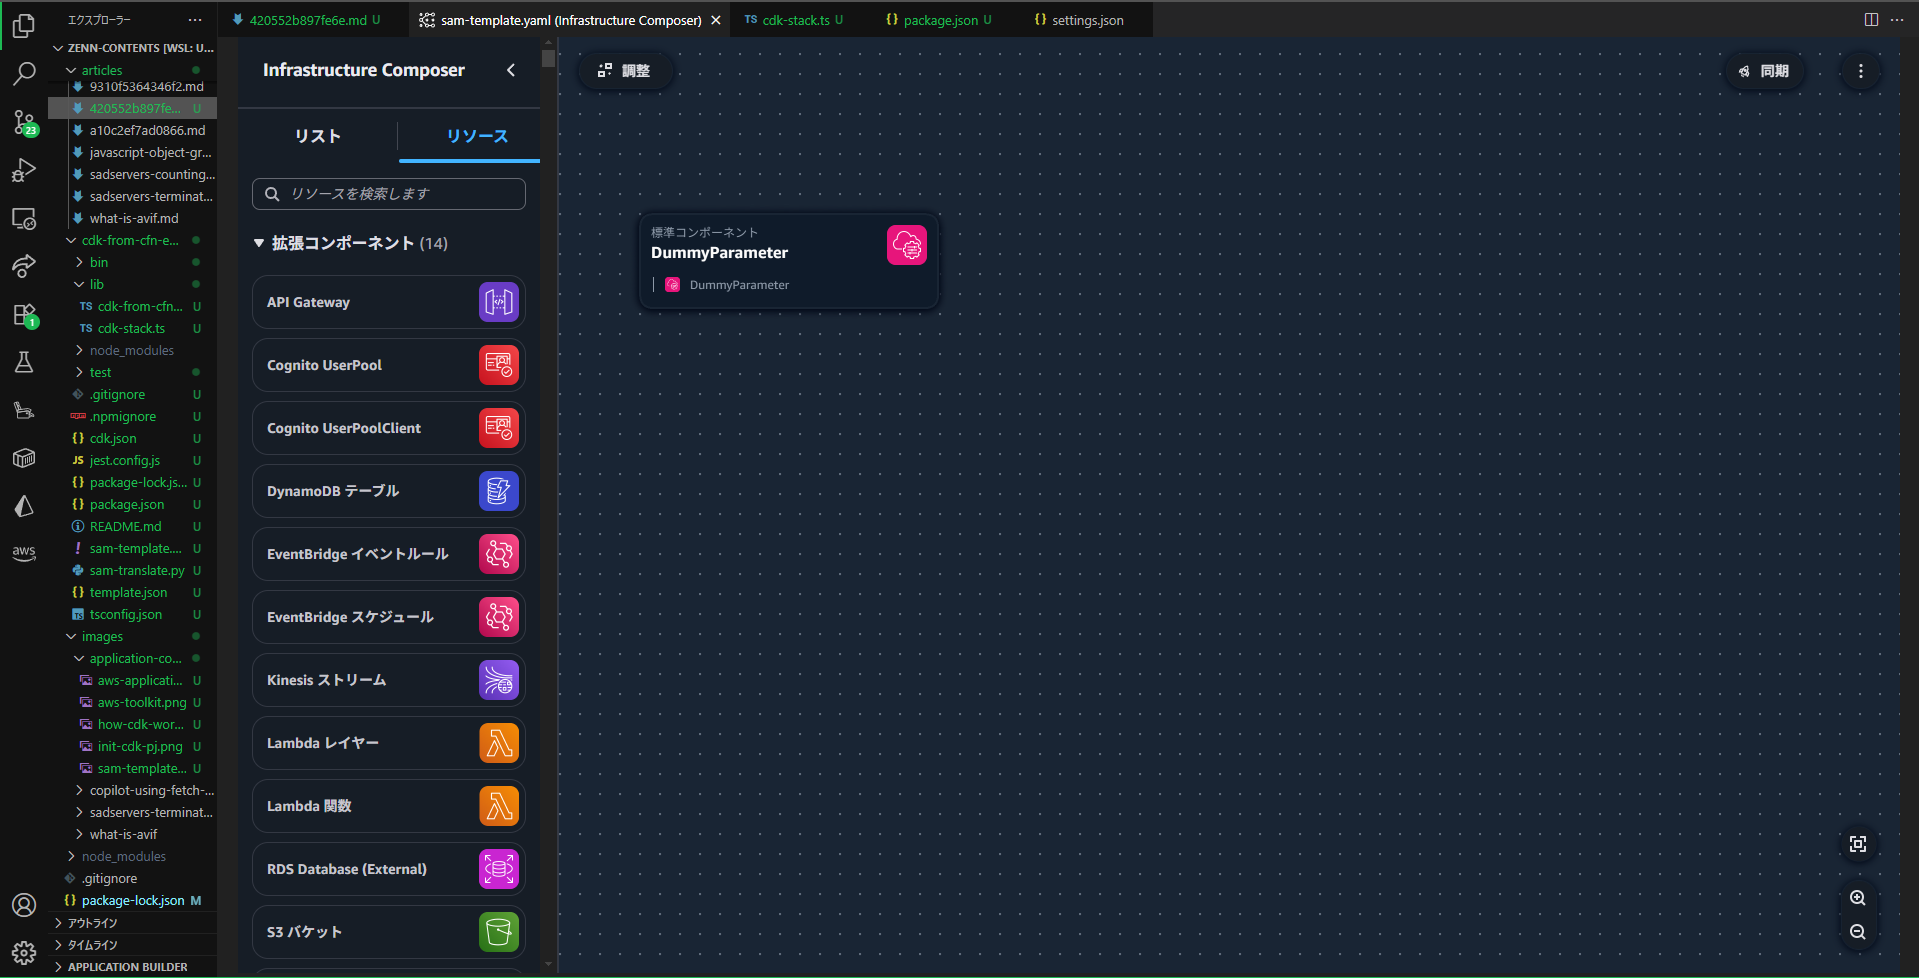 エクスプローラー
ZENN-CONTENTS [WSL: U...
articles
9310f5364346f2.md
420552b897fe... U
a10c2ef7ad0866.md
javascript-object-gr...
sadservers-counting...
sadservers-terminat...
what-is-avif.md
cdk-from-cfn-e...
bin
lib
TS cdk-from-cfn... U
TS cdk-stack.ts U
node_modules
test
.gitignore U
.npmignore U
{} cdk.json U
JS jest.config.js U
{} package-lock.js... U
{} package.json U
README.md U
! sam-template.... U
sam-translate.py U
{} template.json U
TS tsconfig.json U
images
application-co...
aws-applicati... U
aws-toolkit.png U
how-cdk-wor... U
init-cdk-pj.png U
sam-template... U
copilot-using-fetch-...
sadservers-terminat...
what-is-avif
node_modules
.gitignore
{} package-lock.json M
アウトライン
タイムライン
APPLICATION BUILDER
23
1
aws
420552b897fe6e.md U
sam-template.yaml (Infrastructure Composer)
TS cdk-stack.ts U
{} package.json U
{} settings.json
Infrastructure Composer
リスト
リソース
リソースを検索します
拡張コンポーネント (14)
API Gateway
Cognito UserPool
Cognito UserPoolClient
DynamoDB テーブル
EventBridge イベントルール
EventBridge スケジュール
Kinesis ストリーム
Lambda レイヤー
Lambda 関数
RDS Database (External)
S3 バケット
調整
同期
標準コンポーネント
DummyParameter
DummyParameter